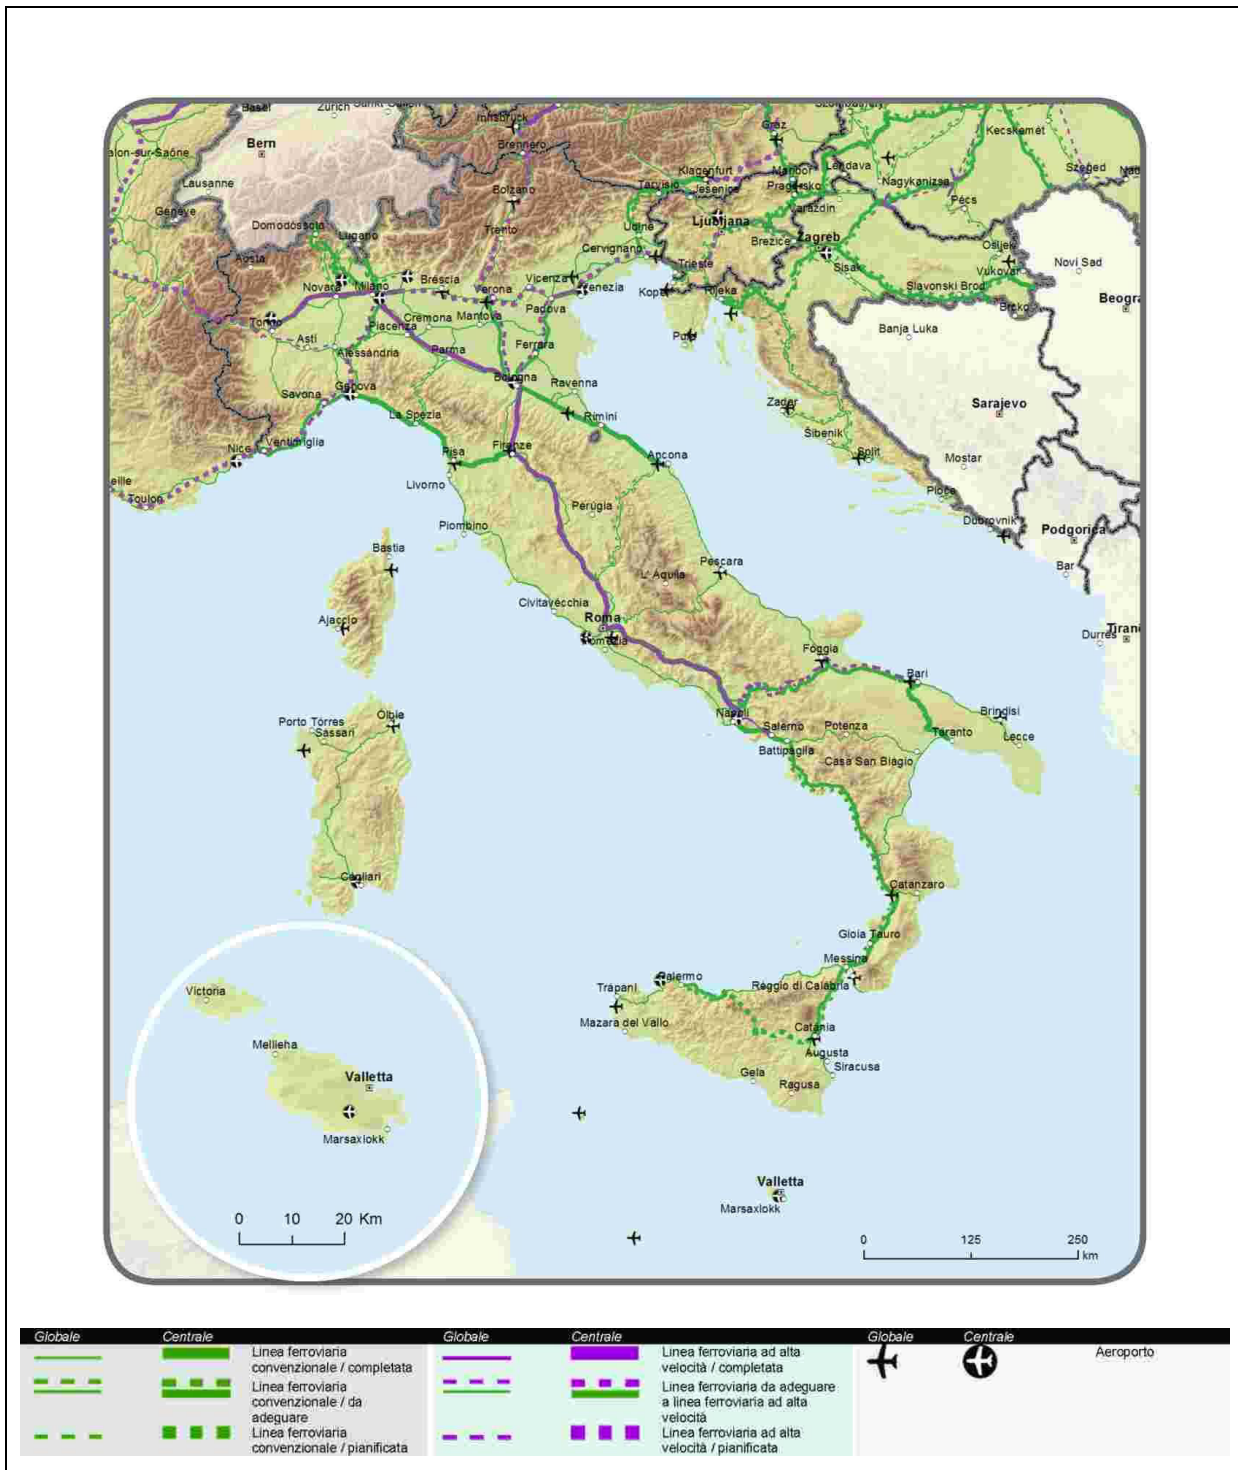 Basel
Zürich
Bern
Innsbruck
Graz
Kecskemét
Brennero
Lausanne
Klagenfurt
Maribor
Lendava
Szeged
Bolzano
Tarvisio
Jesenice
Nagykanizsa
Genève
Varazdin
Pécs
Domodossola
Lugano
Trento
Udine
Ljubljana
Cervignano
Brezice
Zagreb
Osijek
Aosta
Trieste
Sisak
Vukovar
Novi Sad
Novara
Milano
Bréscia
Verona
Vicenza
Venezia
Koper
Rijeka
Slavonski Brod
Torino
Piacenza
Cremona
Mantova
Padova
Brcko
Beogra
Asti
Alessandria
Parma
Ferrara
Pula
Banja Luka
Savona
Genova
Bologna
Ravenna
Zadar
Sarajevo
La Spezia
Rimini
Nice
Ventimiglia
Pisa
Firenze
Ancona
Šibenik
Split
Mostar
eille
Toulon
Livorno
Perugia
Ploce
Piombino
Dubrovnik
Podgorica
Bastia
L' Aquila
Pescara
Bar
Ajaccio
Civitavecchia
Roma
Pomezia
Foggia
Durres
Tiran
Bari
Porto Torres
Sassari
Olbia
Napoli
Salerno
Potenza
Brindisi
Battipaglia
Casa San Biagio
Taranto
Lecce
Cagliari
Catanzaro
Gioia Tauro
Messina
Reggio di Calabria
Victoria
Trapani
Palermo
Mazara del Vallo
Catania
Mellieha
Augusta
Siracusa
Valletta
Gela
Ragusa
Marsaxlokk
Valletta
Marsaxlokk
0 10 20 Km
0 125 250
km
Globale Centrale Globale Centrale Globale Centrale
Linea ferroviaria
convenzionale / completata
Linea ferroviaria
convenzionale / da
adeguare
Linea ferroviaria
convenzionale / pianificata
Linea ferroviaria ad alta
velocità / completata
Linea ferroviaria da adeguare
a linea ferroviaria ad alta
velocità
Linea ferroviaria ad alta
velocità / pianificata
Aeroporto